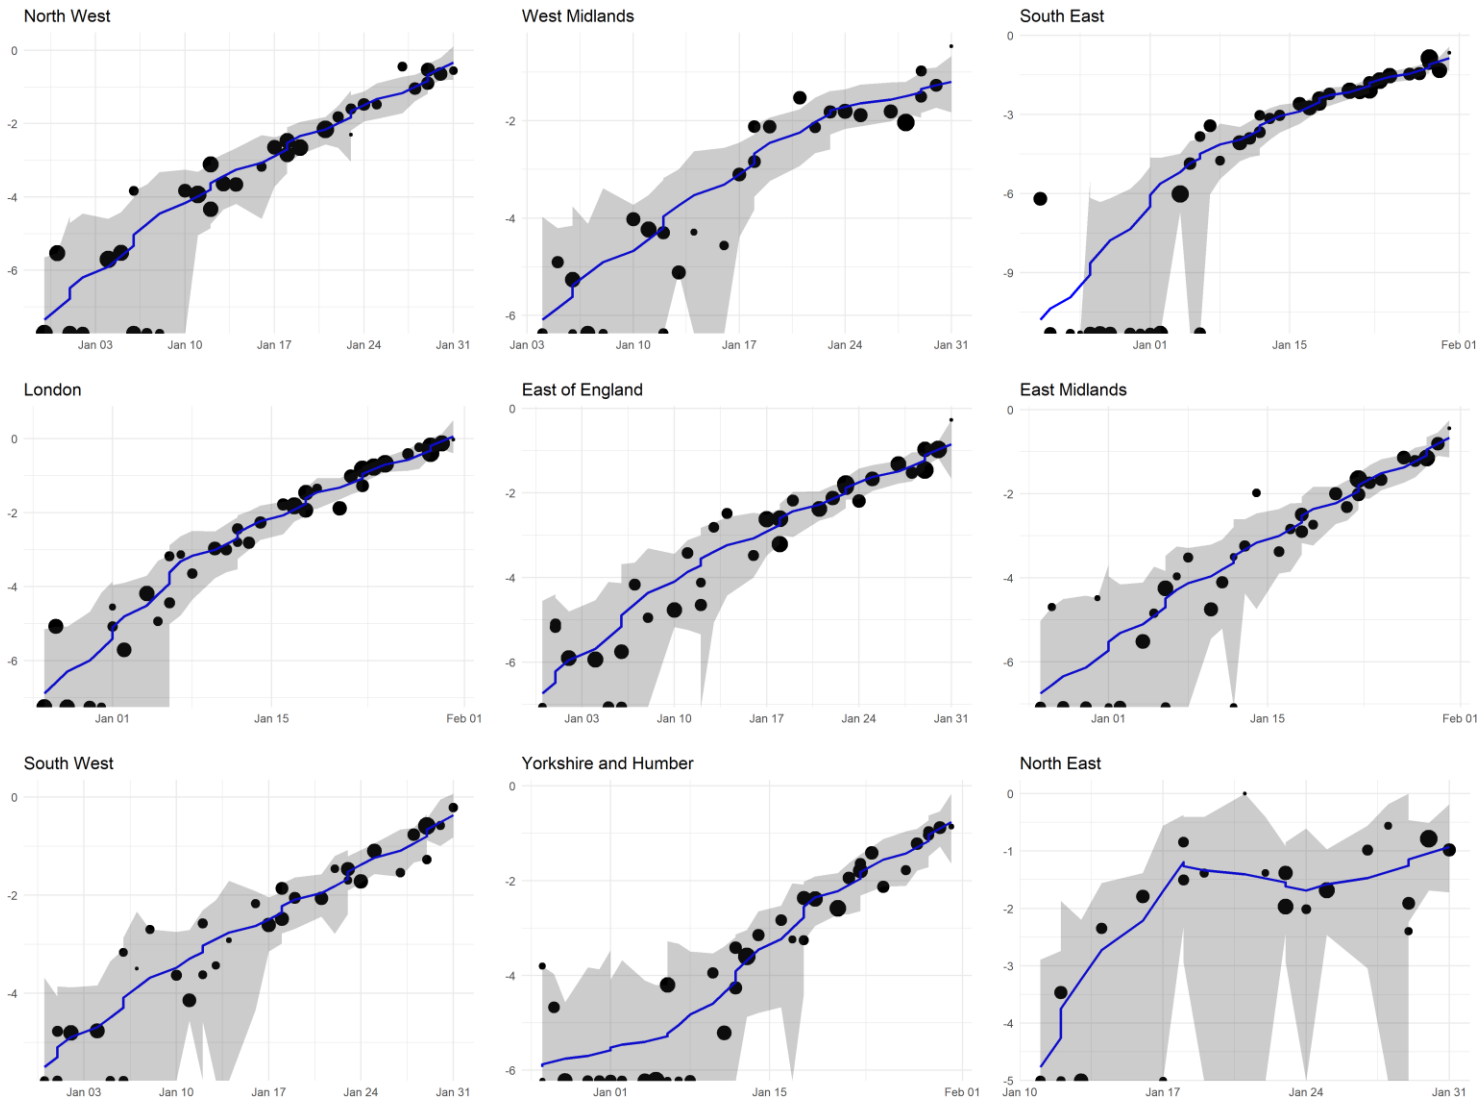 North West
0
-2
-4
-6
Jan 03 Jan 10 Jan 17 Jan 24 Jan 31
West Midlands
-2
-4
-6
Jan 03 Jan 10 Jan 17 Jan 24 Jan 31
South East
0
-3
-6
-9
Jan 01 Jan 15 Feb 01
London
0
-2
-4
-6
Jan 01 Jan 15 Feb 01
East of England
0
-2
-4
-6
Jan 03 Jan 10 Jan 17 Jan 24 Jan 31
East Midlands
0
-2
-4
-6
Jan 01 Jan 15 Feb 01
South West
0
-2
-4
Jan 03 Jan 10 Jan 17 Jan 24 Jan 31
Yorkshire and Humber
0
-2
-4
-6
Jan 01 Jan 15 Feb 01
North East
0
-1
-2
-3
-4
-5
Jan 10 Jan 17 Jan 24 Jan 31